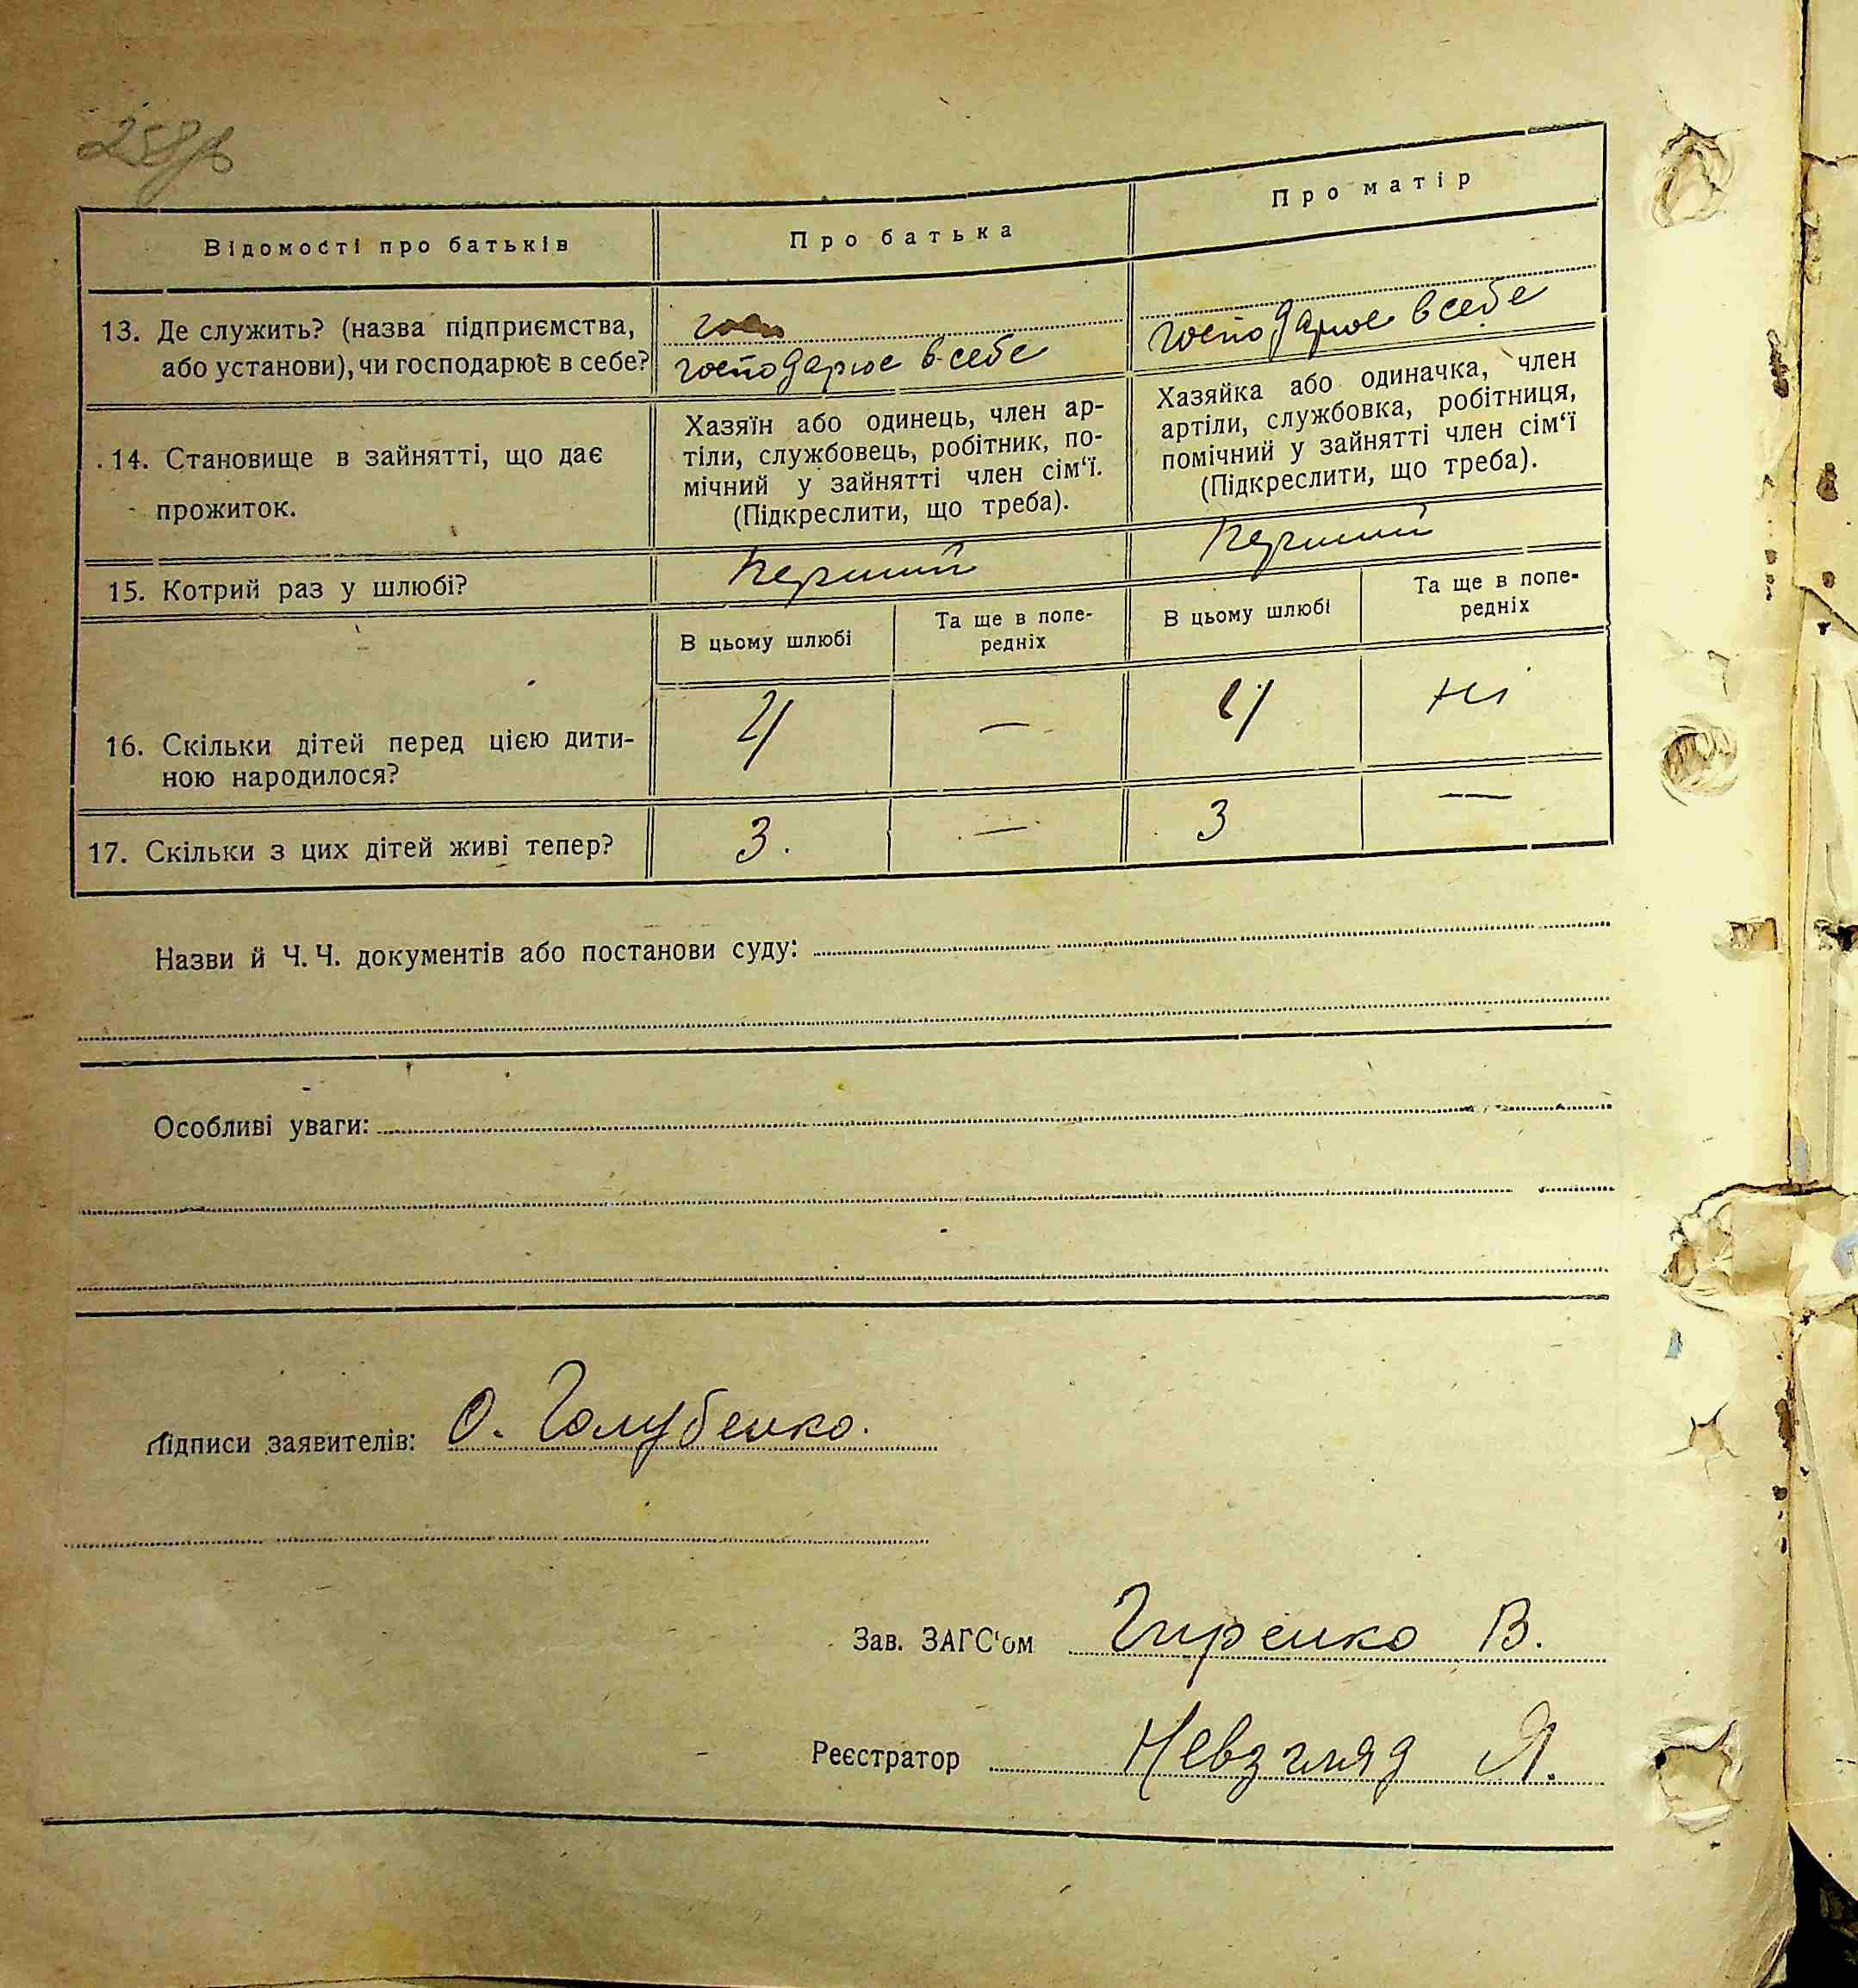 Відомості про батьків
Про батька
Про матір
13. Де служить? (назва підприємства,
або установи), чи господарює в себе?
господарює в себе
господарює в себе
14. Становище в зайнятті, що дає
прожиток.
Хазяїн або одинець, член ар-
тіли, службовець, робітник, по-
мічний у зайнятті член сім‘ї.
(Підкреслити, що треба).
Хазяйка або одиначка, член
артіли, службовка, робітниця,
помічний у зайнятті член сім‘ї
(Підкреслити, що треба).
15. Котрий раз у шлюбі?
Перший
Перший
В цьому шлюбі
Та ще в попе-
редніх
В цьому шлюбі
Та ще в попе-
редніх
16. Скільки дітей перед цією дити-
ною народилося?
4
—
4
ні
17. Скільки з цих дітей живі тепер?
3.
—
3
—
Назви й Ч. Ч. документів або постанови суду:
Особливі уваги:
Підписи заявителів: О. Голубенко.
Зав. ЗАГС‘ом Гиренко В.
Реєстратор Невзгляд Я.